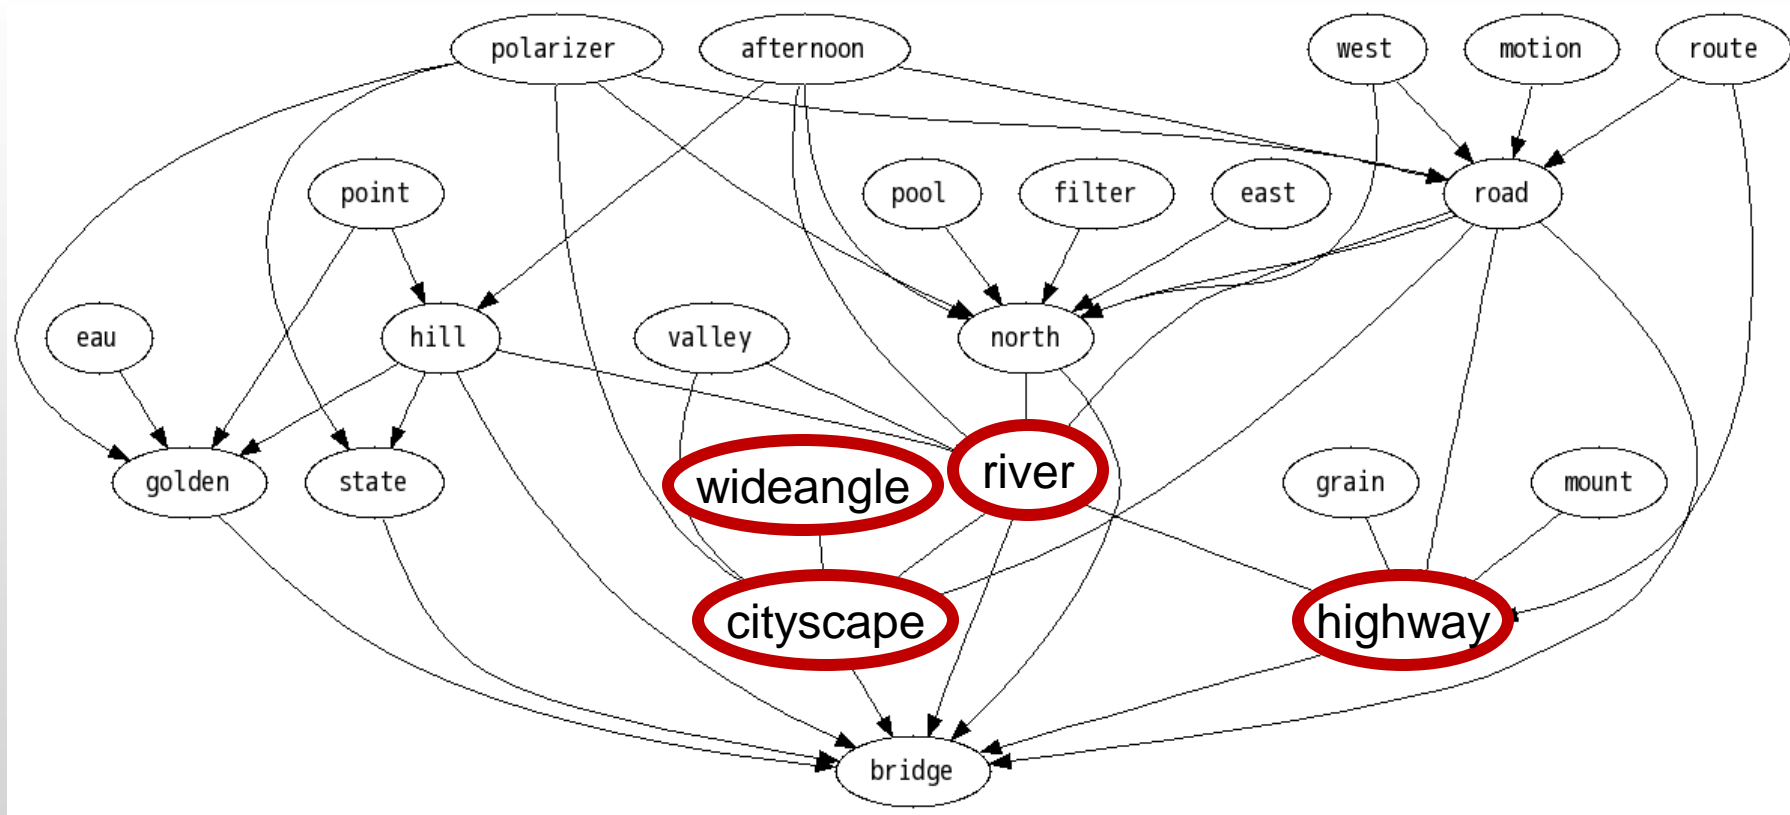 polarizer
afternoon
west
motion
route
point
pool
filter
east
road
eau
hill
valley
north
golden
state
wideangle
river
grain
mount
cityscape
highway
bridge